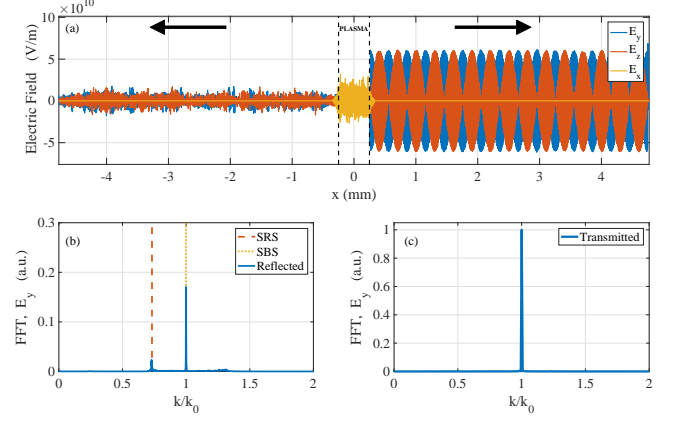 ×10^10
(a)
PLASMA
E_y
E_z
E_x
Electric Field (V/m)
10
5
0
-5
-4 -3 -2 -1 0 1 2 3 4
x (mm)
(b)
SRS
SBS
Reflected
FFT, E_y (a.u.)
0.3
0.2
0.1
0
0 0.5 1 1.5 2
k/k_0
(c)
Transmitted
FFT, E_y (a.u.)
1
0.8
0.6
0.4
0.2
0
0 0.5 1 1.5 2
k/k_0